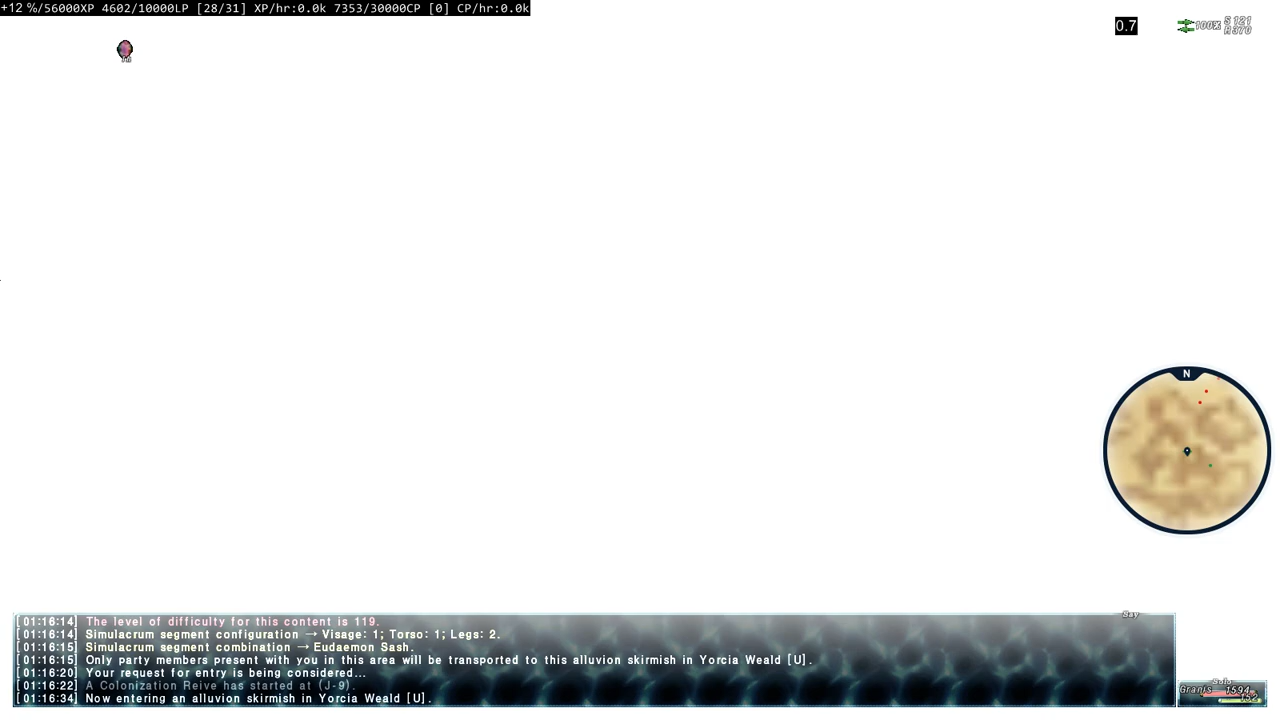 +12 %/56000XP 4602/10000LP [28/31] XP/hr:0.0k 7353/30000CP [0] CP/hr:0.0k
0.7
100% S 121
R 370
N
Say
[01:16:14] The level of difficulty for this content is 119.
[01:16:14] Simulacrum segment configuration → Visage: 1; Torso: 1; Legs: 2.
[01:16:15] Simulacrum segment combination → Eudaemon Sash.
[01:16:15] Only party members present with you in this area will be transported to this alluvion skirmish in Yorcia Weald [U].
[01:16:20] Your request for entry is being considered...
[01:16:22] A Colonization Reive has started at (J-9).
[01:16:34] Now entering an alluvion skirmish in Yorcia Weald [U].
Solo
1594